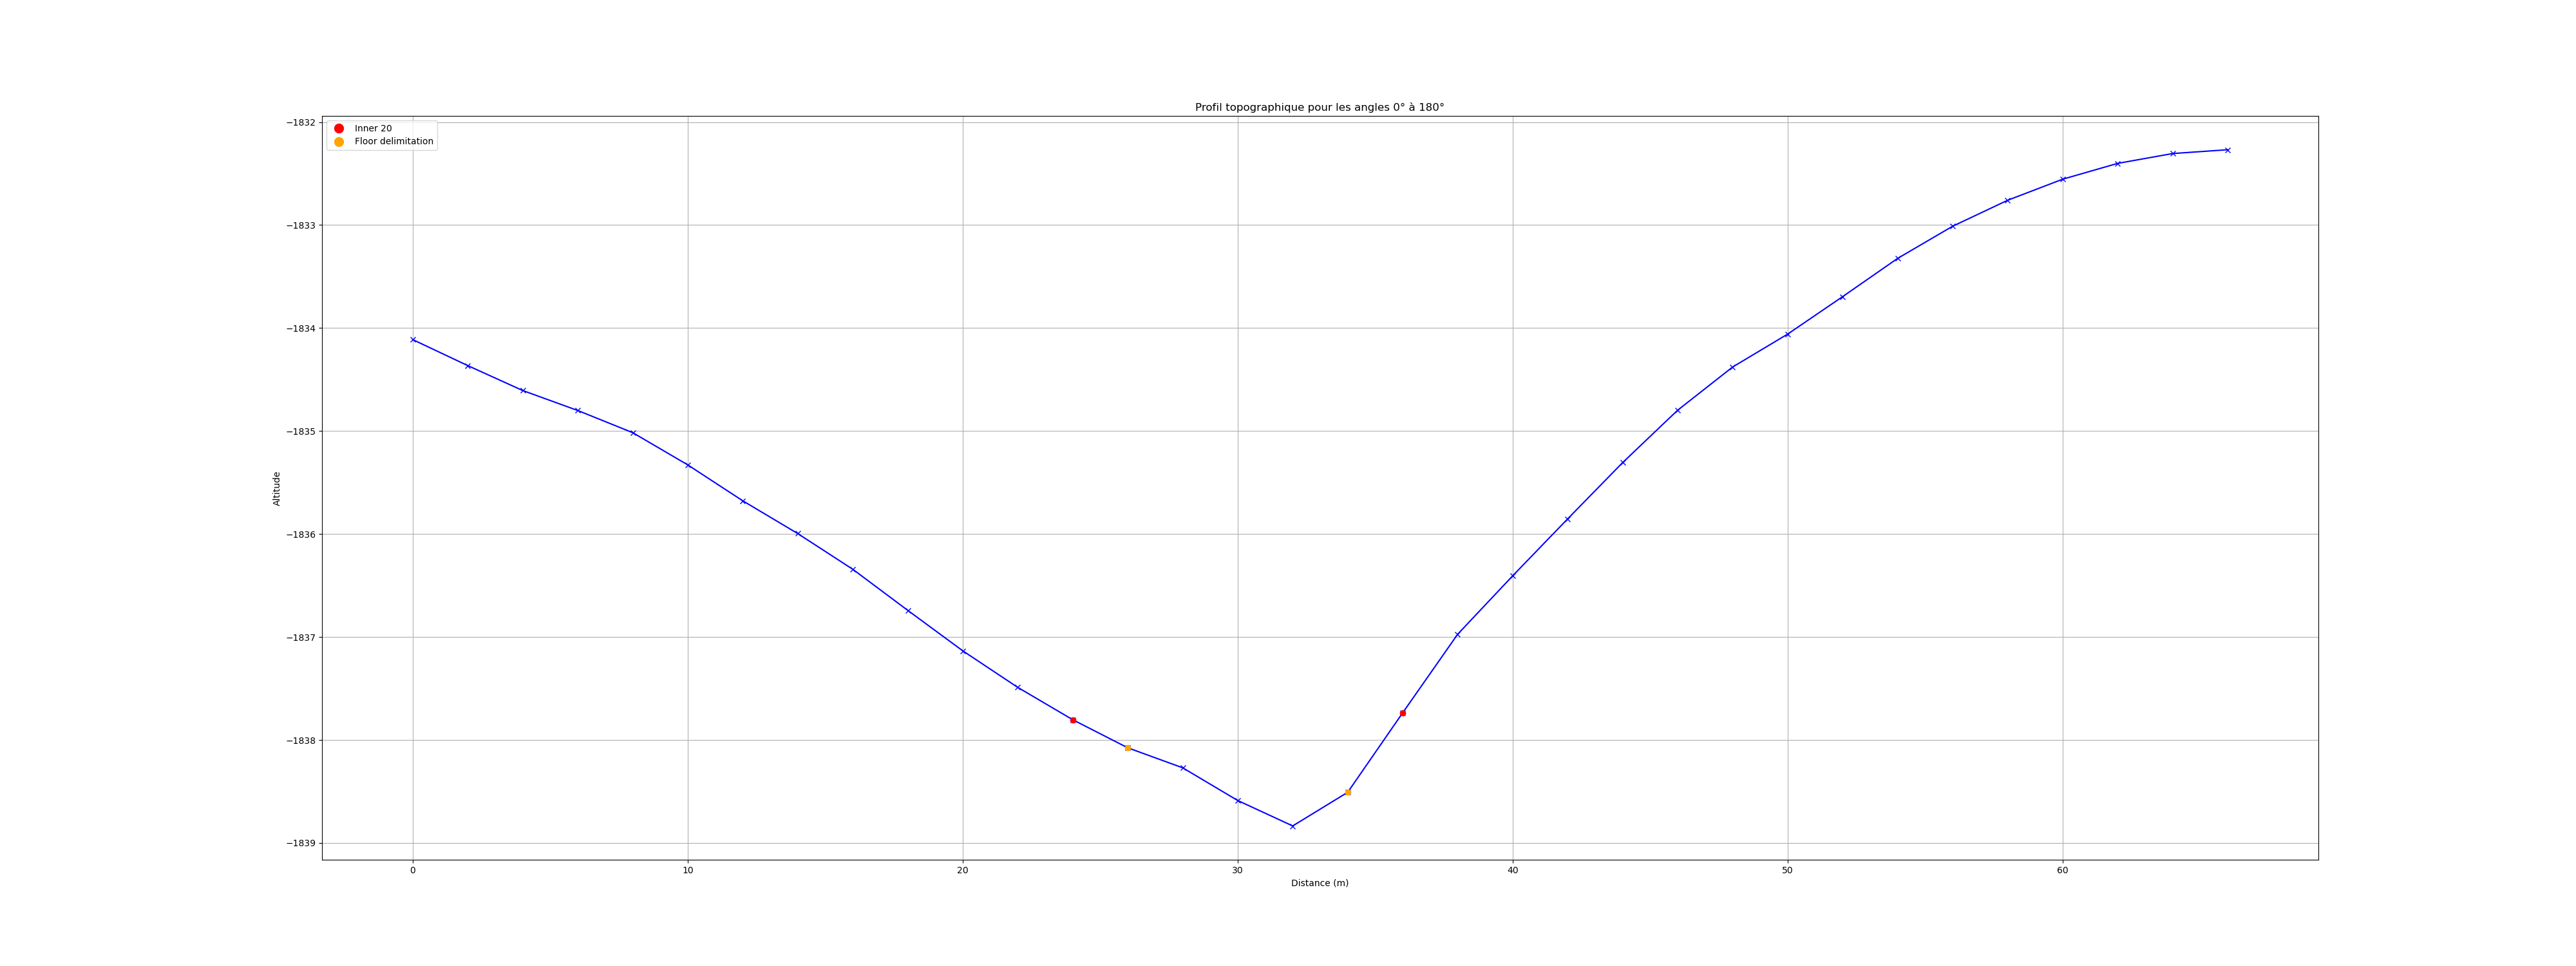 Profil topographique pour les angles 0° à 180°
Inner 20
Floor delimitation
−1832
−1833
−1834
−1835
−1836
−1837
−1838
−1839
Altitude
0 10 20 30 40 50 60
Distance (m)